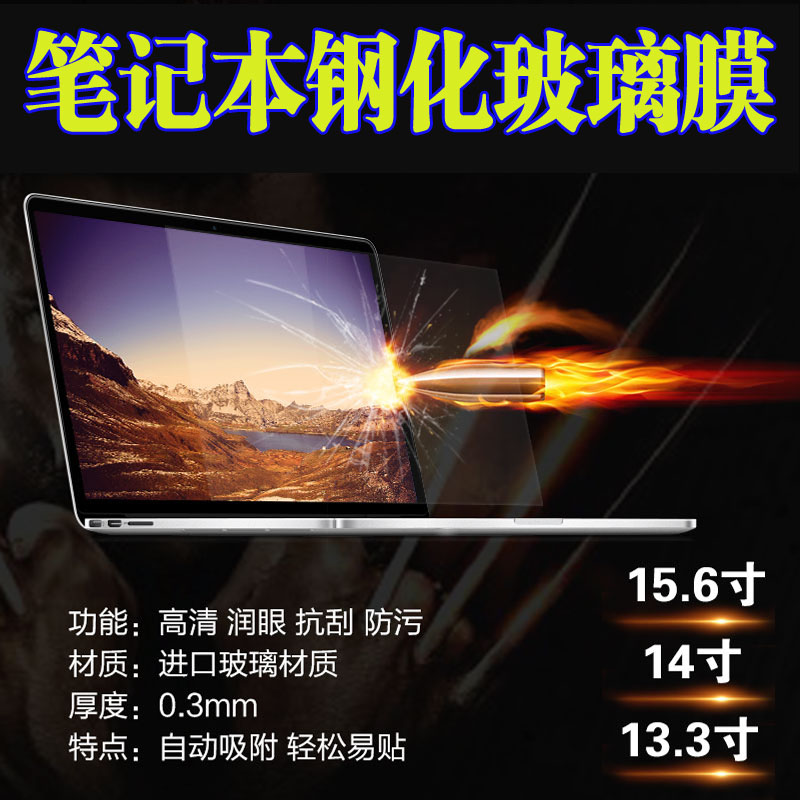 笔记本钢化玻璃膜
功能：高清 润眼 抗刮 防污
材质：进口玻璃材质
厚度：0.3mm
特点：自动吸附 轻松易贴
15.6寸
14寸
13.3寸